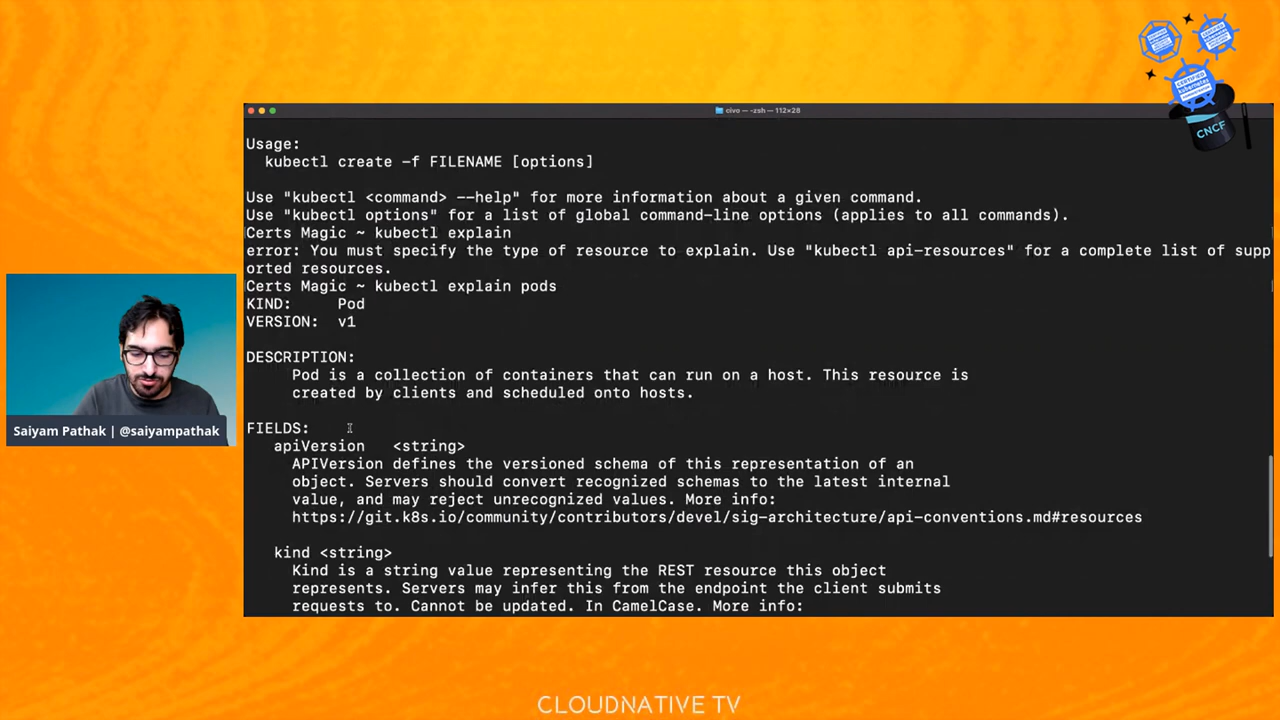 civo — -zsh — 112×28
Usage:
kubectl create -f FILENAME [options]
Use "kubectl <command> --help" for more information about a given command.
Use "kubectl options" for a list of global command-line options (applies to all commands).
Certs Magic ~ kubectl explain
error: You must specify the type of resource to explain. Use "kubectl api-resources" for a complete list of supp
orted resources.
Certs Magic ~ kubectl explain pods
KIND: Pod
VERSION: v1
DESCRIPTION:
Pod is a collection of containers that can run on a host. This resource is
created by clients and scheduled onto hosts.
FIELDS:
apiVersion <string>
APIVersion defines the versioned schema of this representation of an
object. Servers should convert recognized schemas to the latest internal
value, and may reject unrecognized values. More info:
https://git.k8s.io/community/contributors/devel/sig-architecture/api-conventions.md#resources
kind <string>
Kind is a string value representing the REST resource this object
represents. Servers may infer this from the endpoint the client submits
requests to. Cannot be updated. In CamelCase. More info:
Saiyam Pathak | @saiyampathak
CERTIFIED
kubernetes
CNCF
CLOUDNATIVE TV